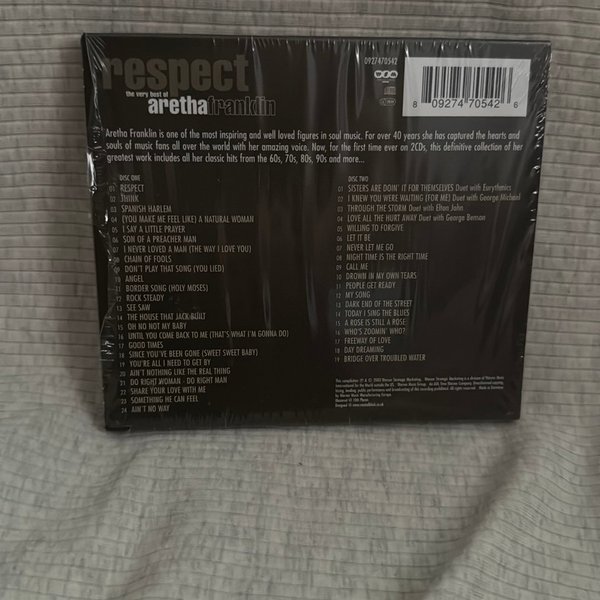 respect
the very best of
arethafranklin
0927470542
8 09274 70542 6
Aretha Franklin is one of the most inspiring and well loved figures in soul music. For over 40 years she has captured the hearts and
souls of music fans all over the world with her amazing voice. Now, for the first time ever on 2CDs, this definitive collection of her
greatest work includes all her classic hits from the 60s, 70s, 80s, 90s and more...
DISC ONE
01 RESPECT
02 THINK
03 SPANISH HARLEM
04 (YOU MAKE ME FEEL LIKE) A NATURAL WOMAN
05 I SAY A LITTLE PRAYER
06 SON OF A PREACHER MAN
07 I NEVER LOVED A MAN (THE WAY I LOVE YOU)
08 CHAIN OF FOOLS
09 DON'T PLAY THAT SONG (YOU LIED)
10 ANGEL
11 BORDER SONG (HOLY MOSES)
12 ROCK STEADY
13 SEE SAW
14 THE HOUSE THAT JACK BUILT
15 OH NO NOT MY BABY
16 UNTIL YOU COME BACK TO ME (THAT'S WHAT I'M GONNA DO)
17 GOOD TIMES
18 SINCE YOU'VE BEEN GONE (SWEET SWEET BABY)
19 YOU'RE ALL I NEED TO GET BY
20 AIN'T NOTHING LIKE THE REAL THING
21 DO RIGHT WOMAN - DO RIGHT MAN
22 SHARE YOUR LOVE WITH ME
23 SOMETHING HE CAN FEEL
24 AIN'T NO WAY
DISC TWO
01 SISTERS ARE DOIN' IT FOR THEMSELVES Duet with Eurythmics
02 I KNEW YOU WERE WAITING (FOR ME) Duet with George Michael
03 THROUGH THE STORM Duet with Elton John
04 LOVE ALL THE HURT AWAY Duet with George Benson
05 WILLING TO FORGIVE
06 LET IT BE
07 NEVER LET ME GO
08 NIGHT TIME IS THE RIGHT TIME
09 CALL ME
10 DROWN IN MY OWN TEARS
11 PEOPLE GET READY
12 MY SONG
13 DARK END OF THE STREET
14 TODAY I SING THE BLUES
15 A ROSE IS STILL A ROSE
16 WHO'S ZOOMIN' WHO?
17 FREEWAY OF LOVE
18 DAY DREAMING
19 BRIDGE OVER TROUBLED WATER